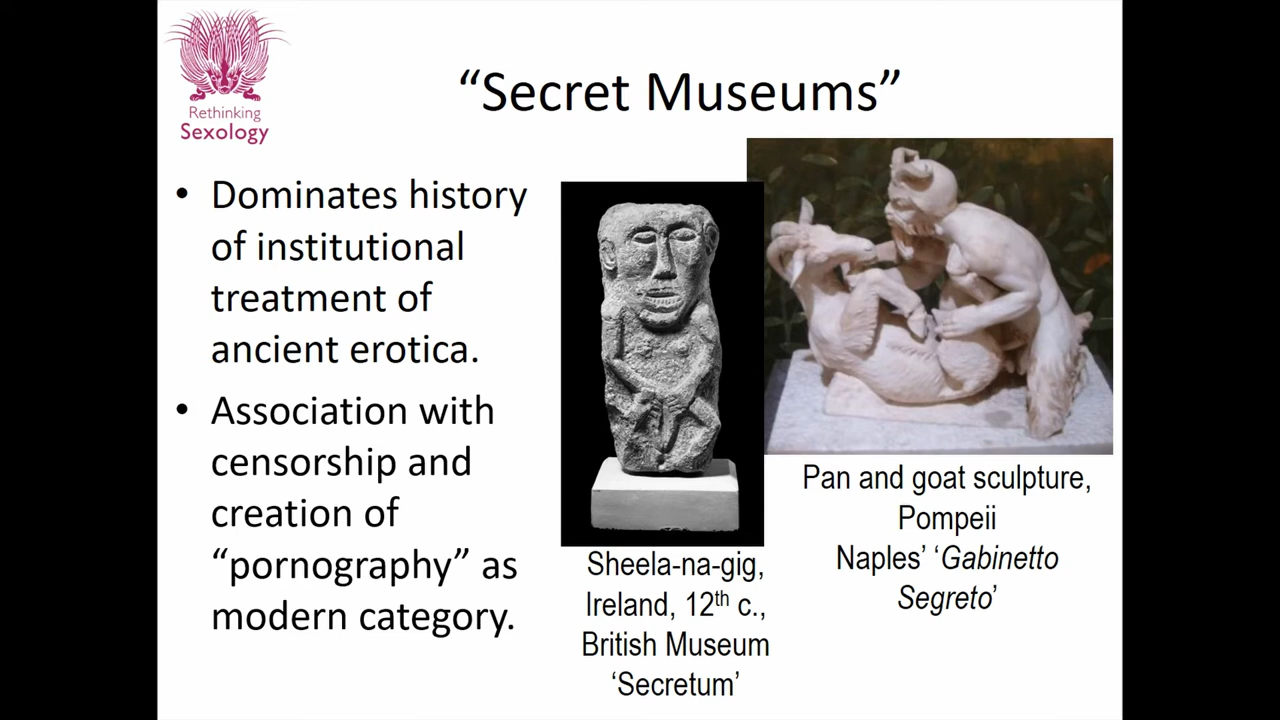 Rethinking
Sexology
“Secret Museums”
• Dominates history
of institutional
treatment of
ancient erotica.
• Association with
censorship and
creation of
“pornography” as
modern category.
Sheela-na-gig,
Ireland, 12th c.,
British Museum
‘Secretum’
Pan and goat sculpture,
Pompeii
Naples’ ‘Gabinetto
Segreto’